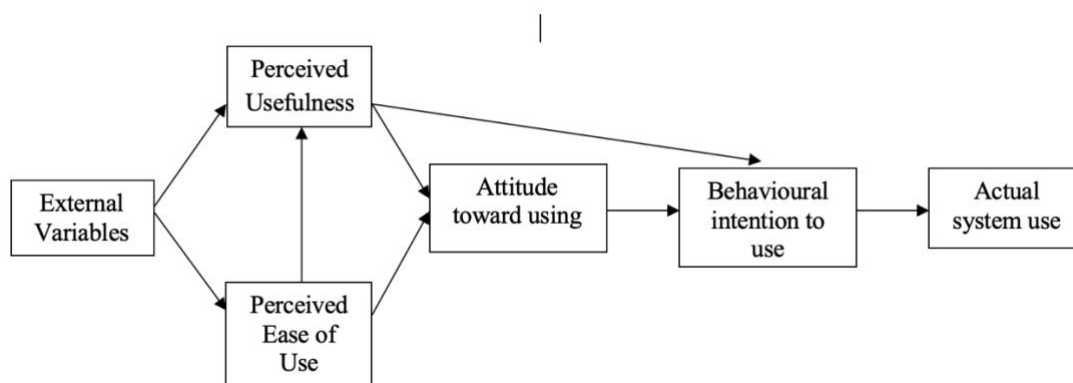 Perceived
Usefulness
External
Variables
Attitude
toward using
Behavioural
intention to
use
Actual
system use
Perceived
Ease of
Use